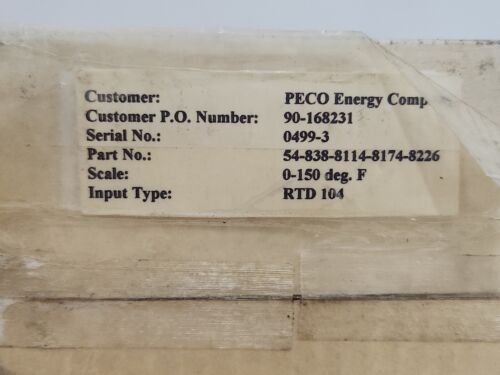 Customer: PECO Energy Comp
Customer P.O. Number: 90-168231
Serial No.: 0499-3
Part No.: 54-838-8114-8174-8226
Scale: 0-150 deg. F
Input Type: RTD 104